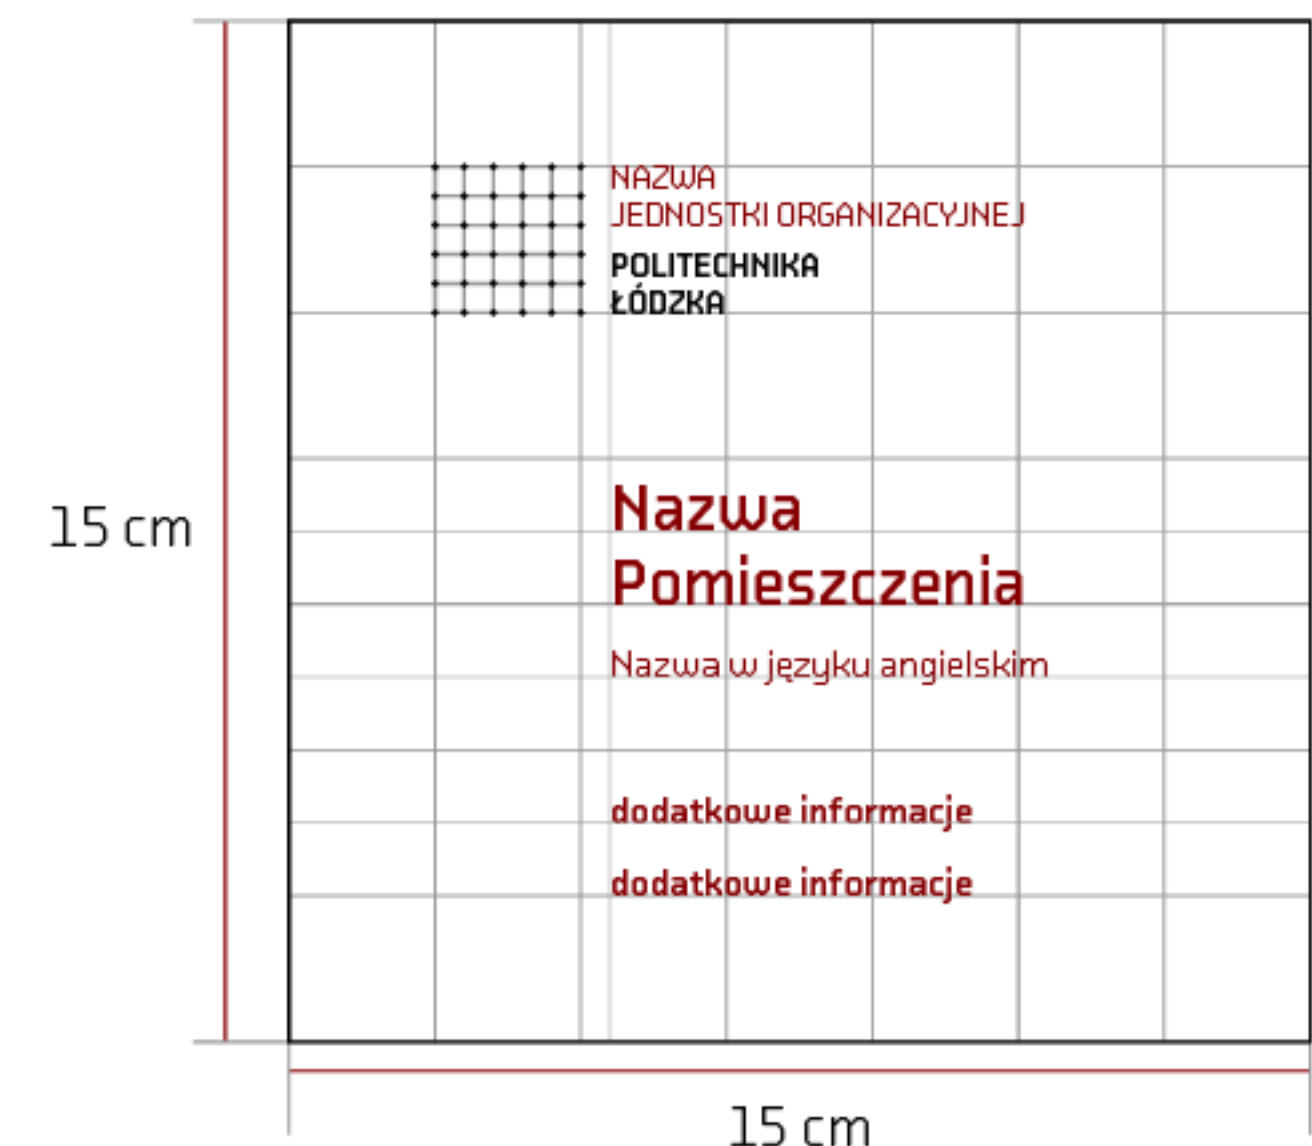 NAZWA
JEDNOSTKI ORGANIZACYJNEJ
POLITECHNIKA
ŁÓDZKA
15 cm
Nazwa
Pomieszczenia
Nazwa w języku angielskim
dodatkowe informacje
dodatkowe informacje
15 cm